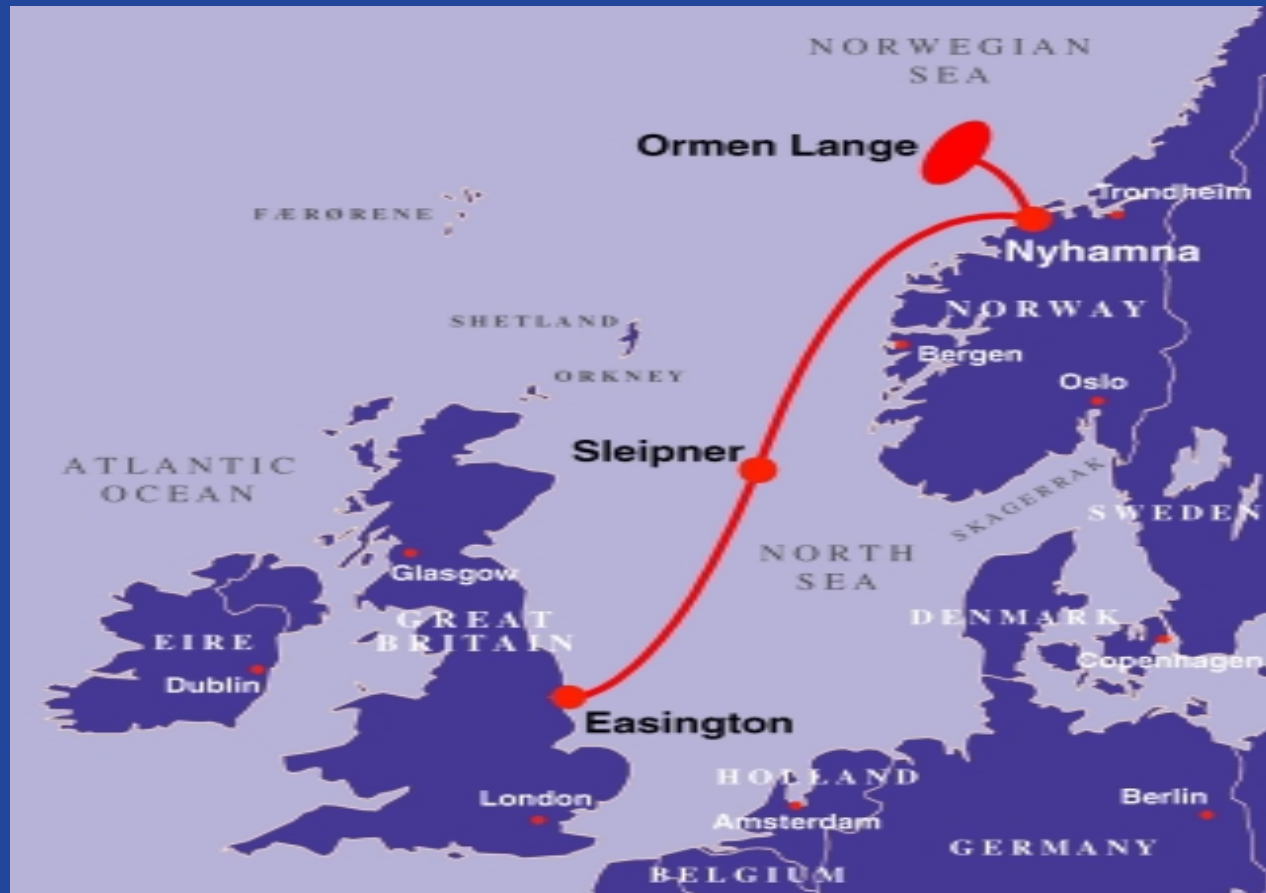 NORWEGIAN
SEA
Ormen Lange
Trondheim
FÆRØRENE
Nyhamna
NORWAY
SHETLAND
Bergen
ORKNEY
Oslo
Sleipner
ATLANTIC
OCEAN
SKAGERRAK
SWEDEN
NORTH
SEA
Glasgow
GREAT
BRITAIN
DENMARK
EIRE
Copenhagen
Dublin
Easington
HOLLAND
London
Berlin
Amsterdam
GERMANY
BELGIUM